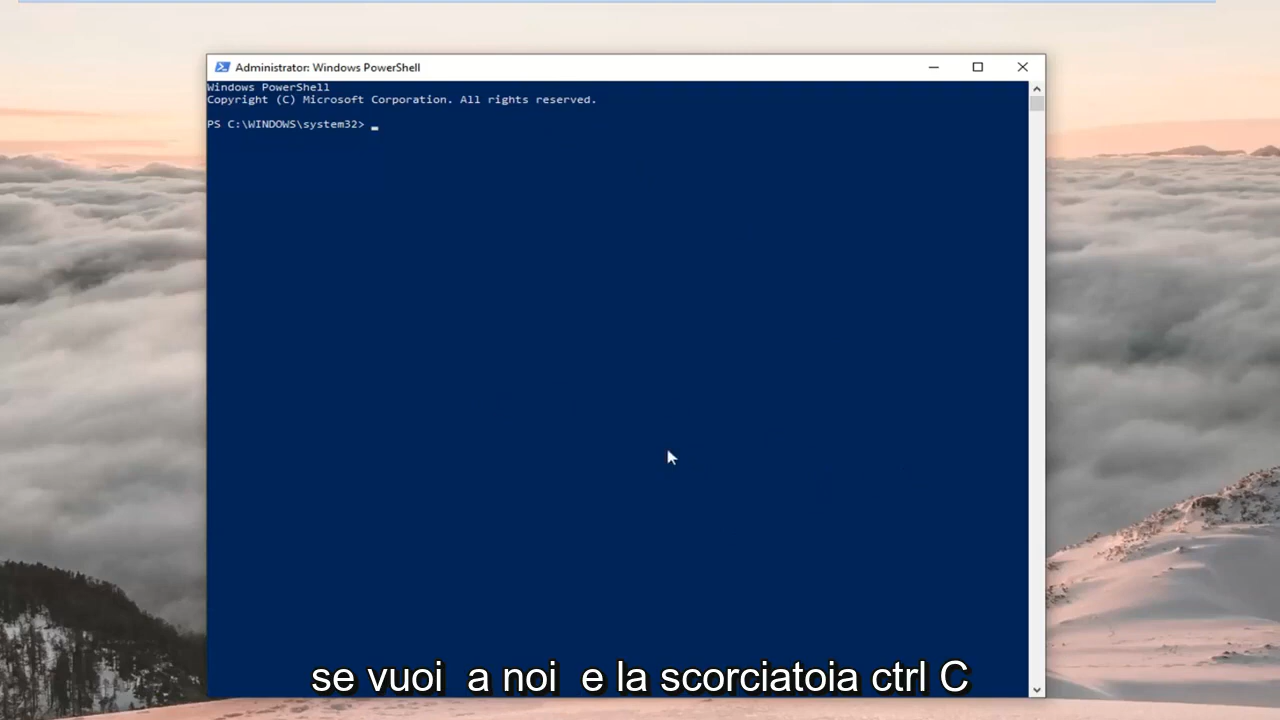 Administrator: Windows PowerShell
Windows PowerShell
Copyright (C) Microsoft Corporation. All rights reserved.
PS C:\WINDOWS\system32>
se vuoi  a noi  e la scorciatoia ctrl C